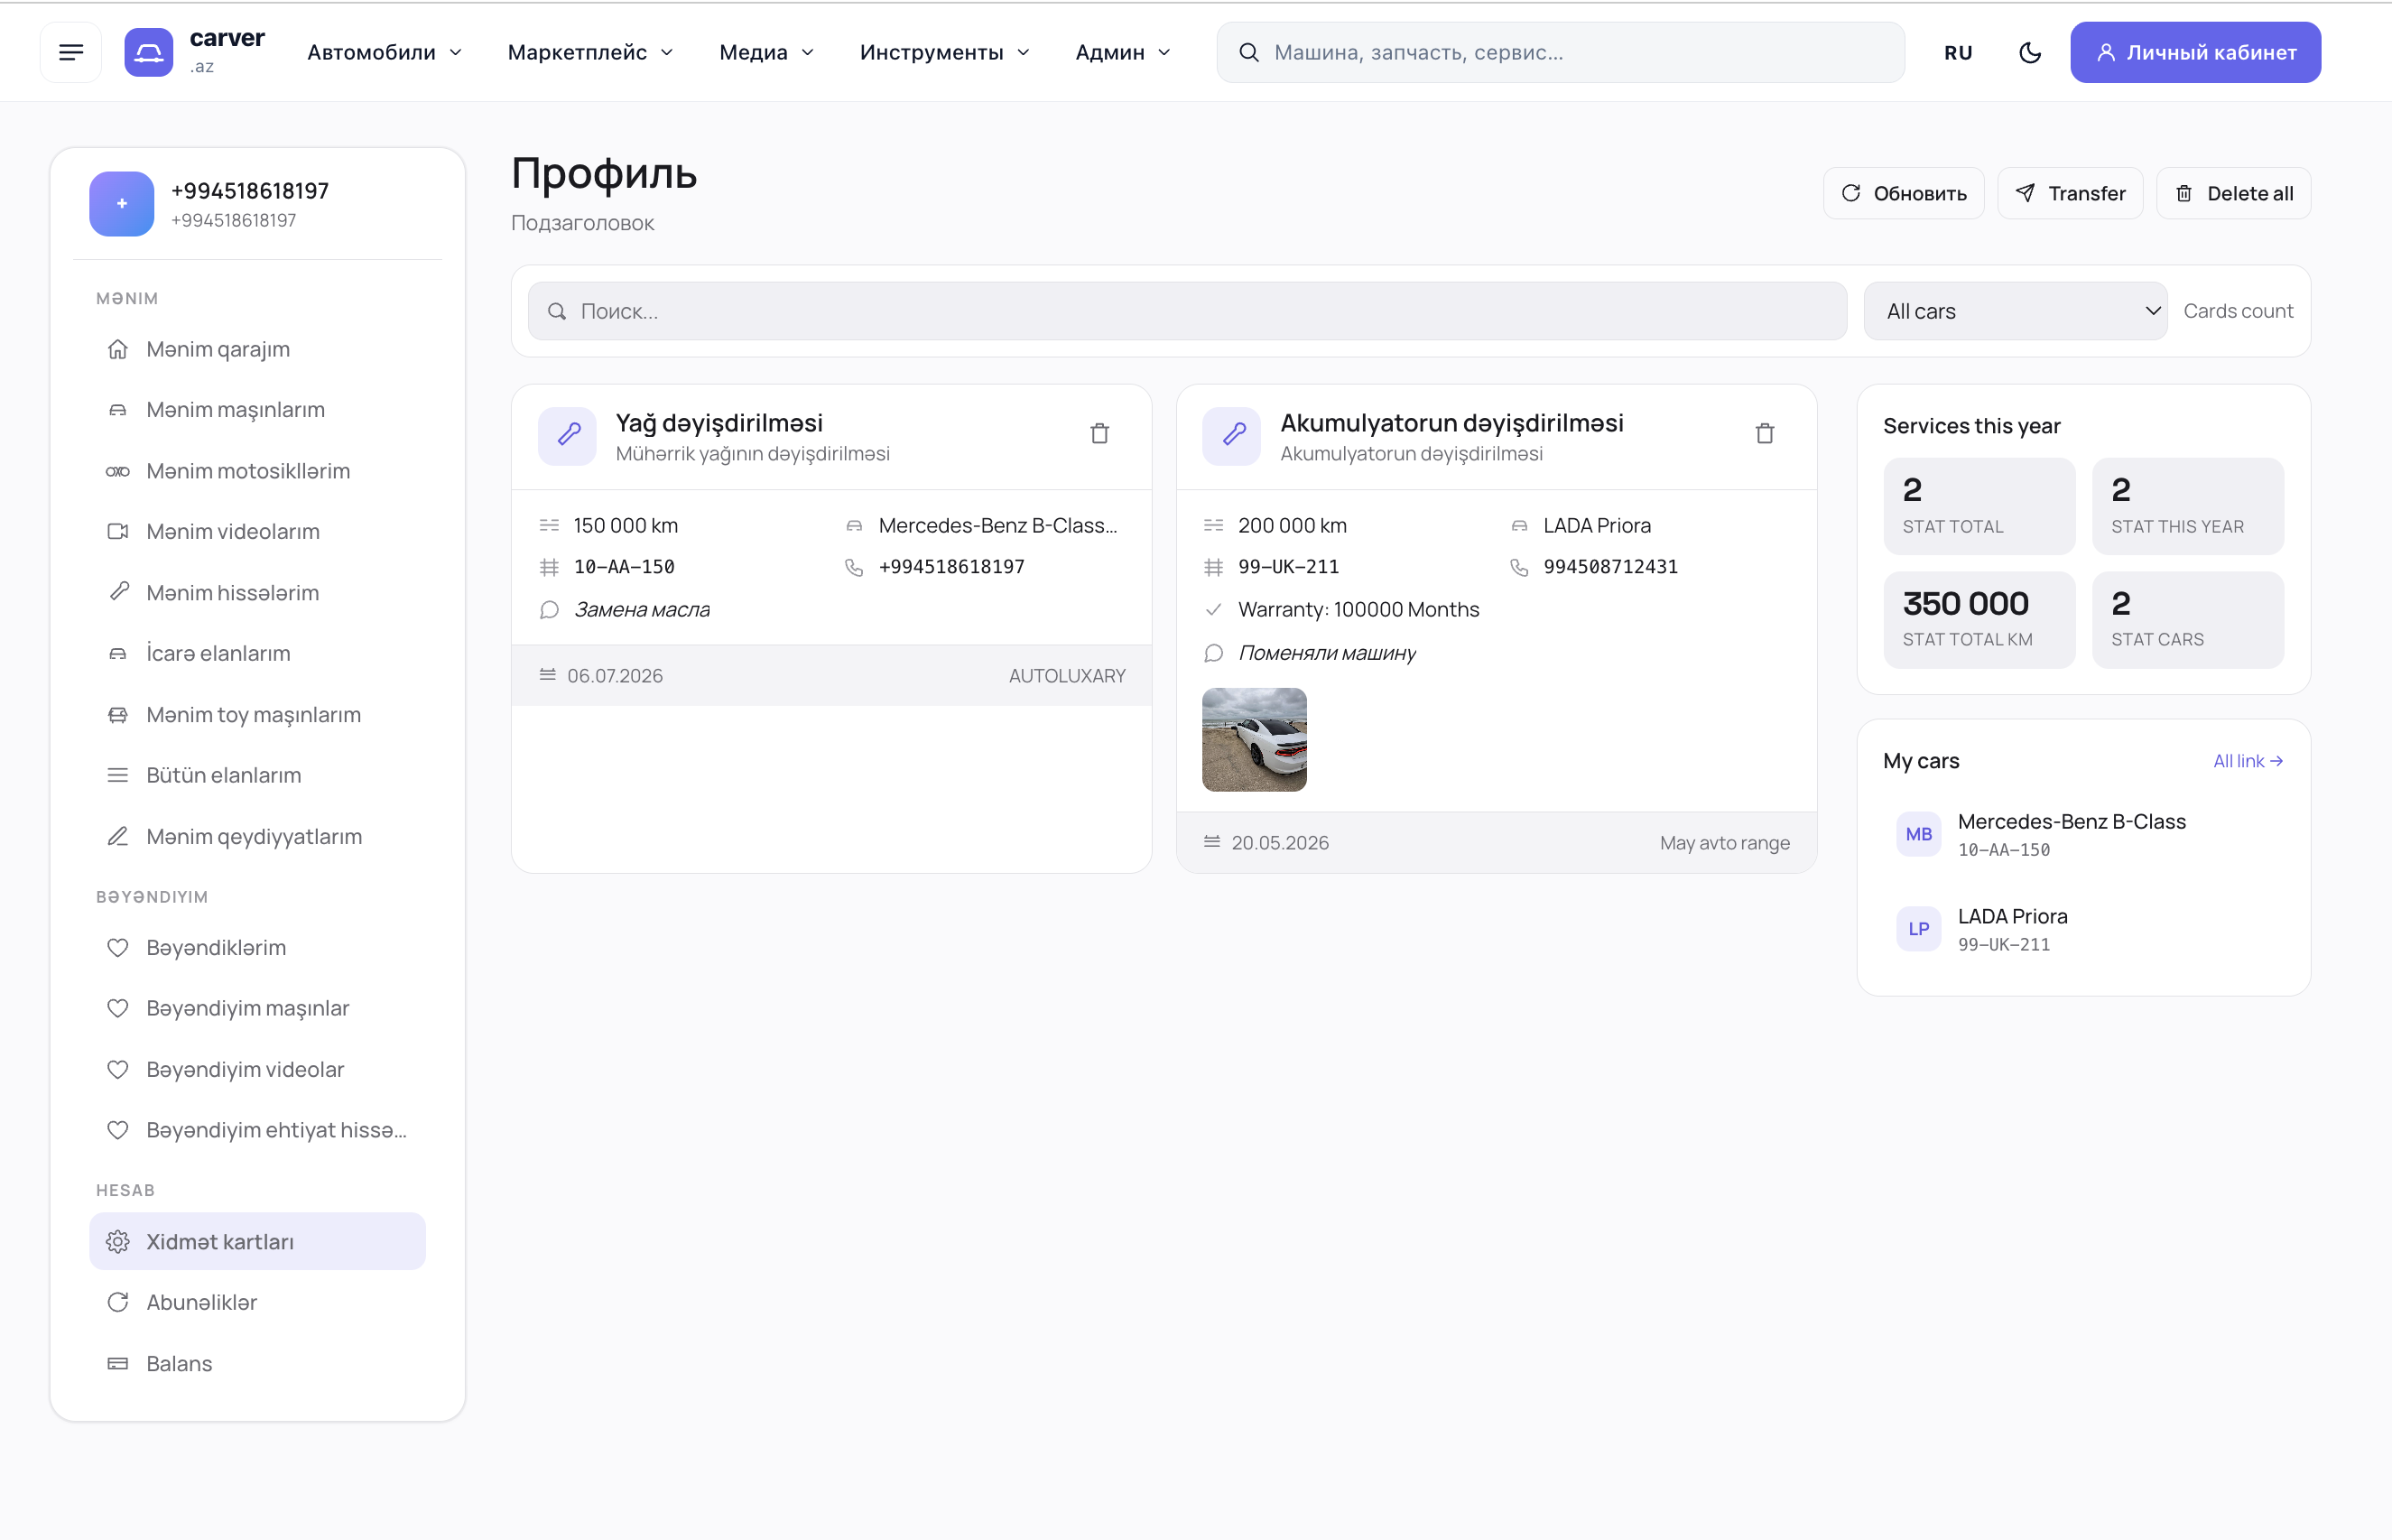 carver
.az
Автомобили
Маркетплейс
Медиа
Инструменты
Админ
Машина, запчасть, сервис...
RU
Личный кабинет
+
+994518618197
+994518618197
MƏNIM
Mənim qarajım
Mənim maşınlarım
Mənim motosikllərim
Mənim videolarım
Mənim hissələrim
İcarə elanlarım
Mənim toy maşınlarım
Bütün elanlarım
Mənim qeydiyyatlarım
BƏYƏNDIYIM
Bəyəndiklərim
Bəyəndiyim maşınlar
Bəyəndiyim videolar
Bəyəndiyim ehtiyat hissə...
HESAB
Xidmət kartları
Abunəliklər
Balans
Профиль
Подзаголовок
Обновить
Transfer
Delete all
Поиск...
All cars
Cards count
Yağ dəyişdirilməsi
Mühərrik yağının dəyişdirilməsi
150 000 km
Mercedes-Benz B-Class...
10-AA-150
+994518618197
Замена масла
06.07.2026
AUTOLUXARY
Akumulyatorun dəyişdirilməsi
Akumulyatorun dəyişdirilməsi
200 000 km
LADA Priora
99-UK-211
994508712431
Warranty: 100000 Months
Поменяли машину
20.05.2026
May avto range
Services this year
2
STAT TOTAL
2
STAT THIS YEAR
350 000
STAT TOTAL KM
2
STAT CARS
My cars
All link →
MB
Mercedes-Benz B-Class
10-AA-150
LP
LADA Priora
99-UK-211